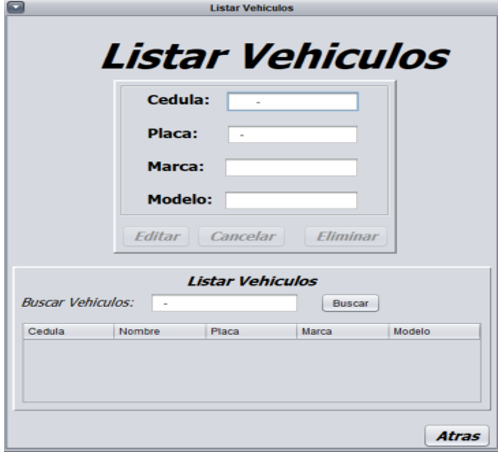 Listar Vehiculos
Listar Vehiculos
Cedula: -
Placa: -
Marca:
Modelo:
Editar Cancelar Eliminar
Listar Vehiculos
Buscar Vehiculos: - Buscar
Cedula Nombre Placa Marca Modelo
Atras